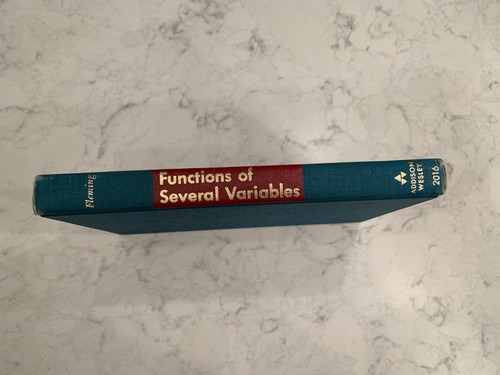 Fleming
Functions of
Several Variables
ADDISON
WESLEY
2016